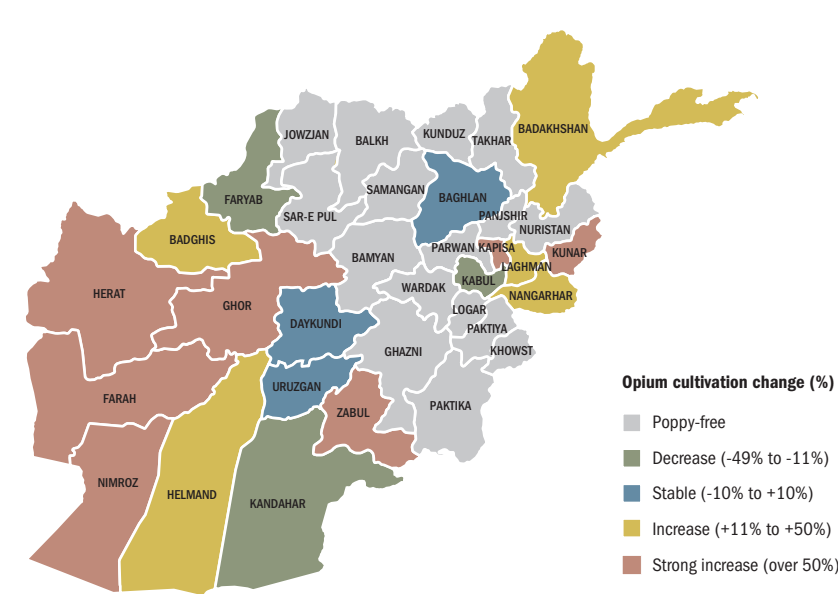 BADAKHSHAN
JOWZJAN
BALKH
KUNDUZ
TAKHAR
SAMANGAN
FARYAB
BAGHLAN
SAR-E PUL
PANJSHIR
NURISTAN
BADGHIS
PARWAN
KAPISA
KUNAR
BAMYAN
LAGHMAN
KABUL
WARDAK
HERAT
NANGARHAR
GHOR
LOGAR
DAYKUNDI
PAKTIYA
GHAZNI
KHOWST
URUZGAN
FARAH
PAKTIKA
ZABUL
NIMROZ
HELMAND
KANDAHAR
Opium cultivation change (%)
Poppy-free
Decrease (-49% to -11%)
Stable (-10% to +10%)
Increase (+11% to +50%)
Strong increase (over 50%)